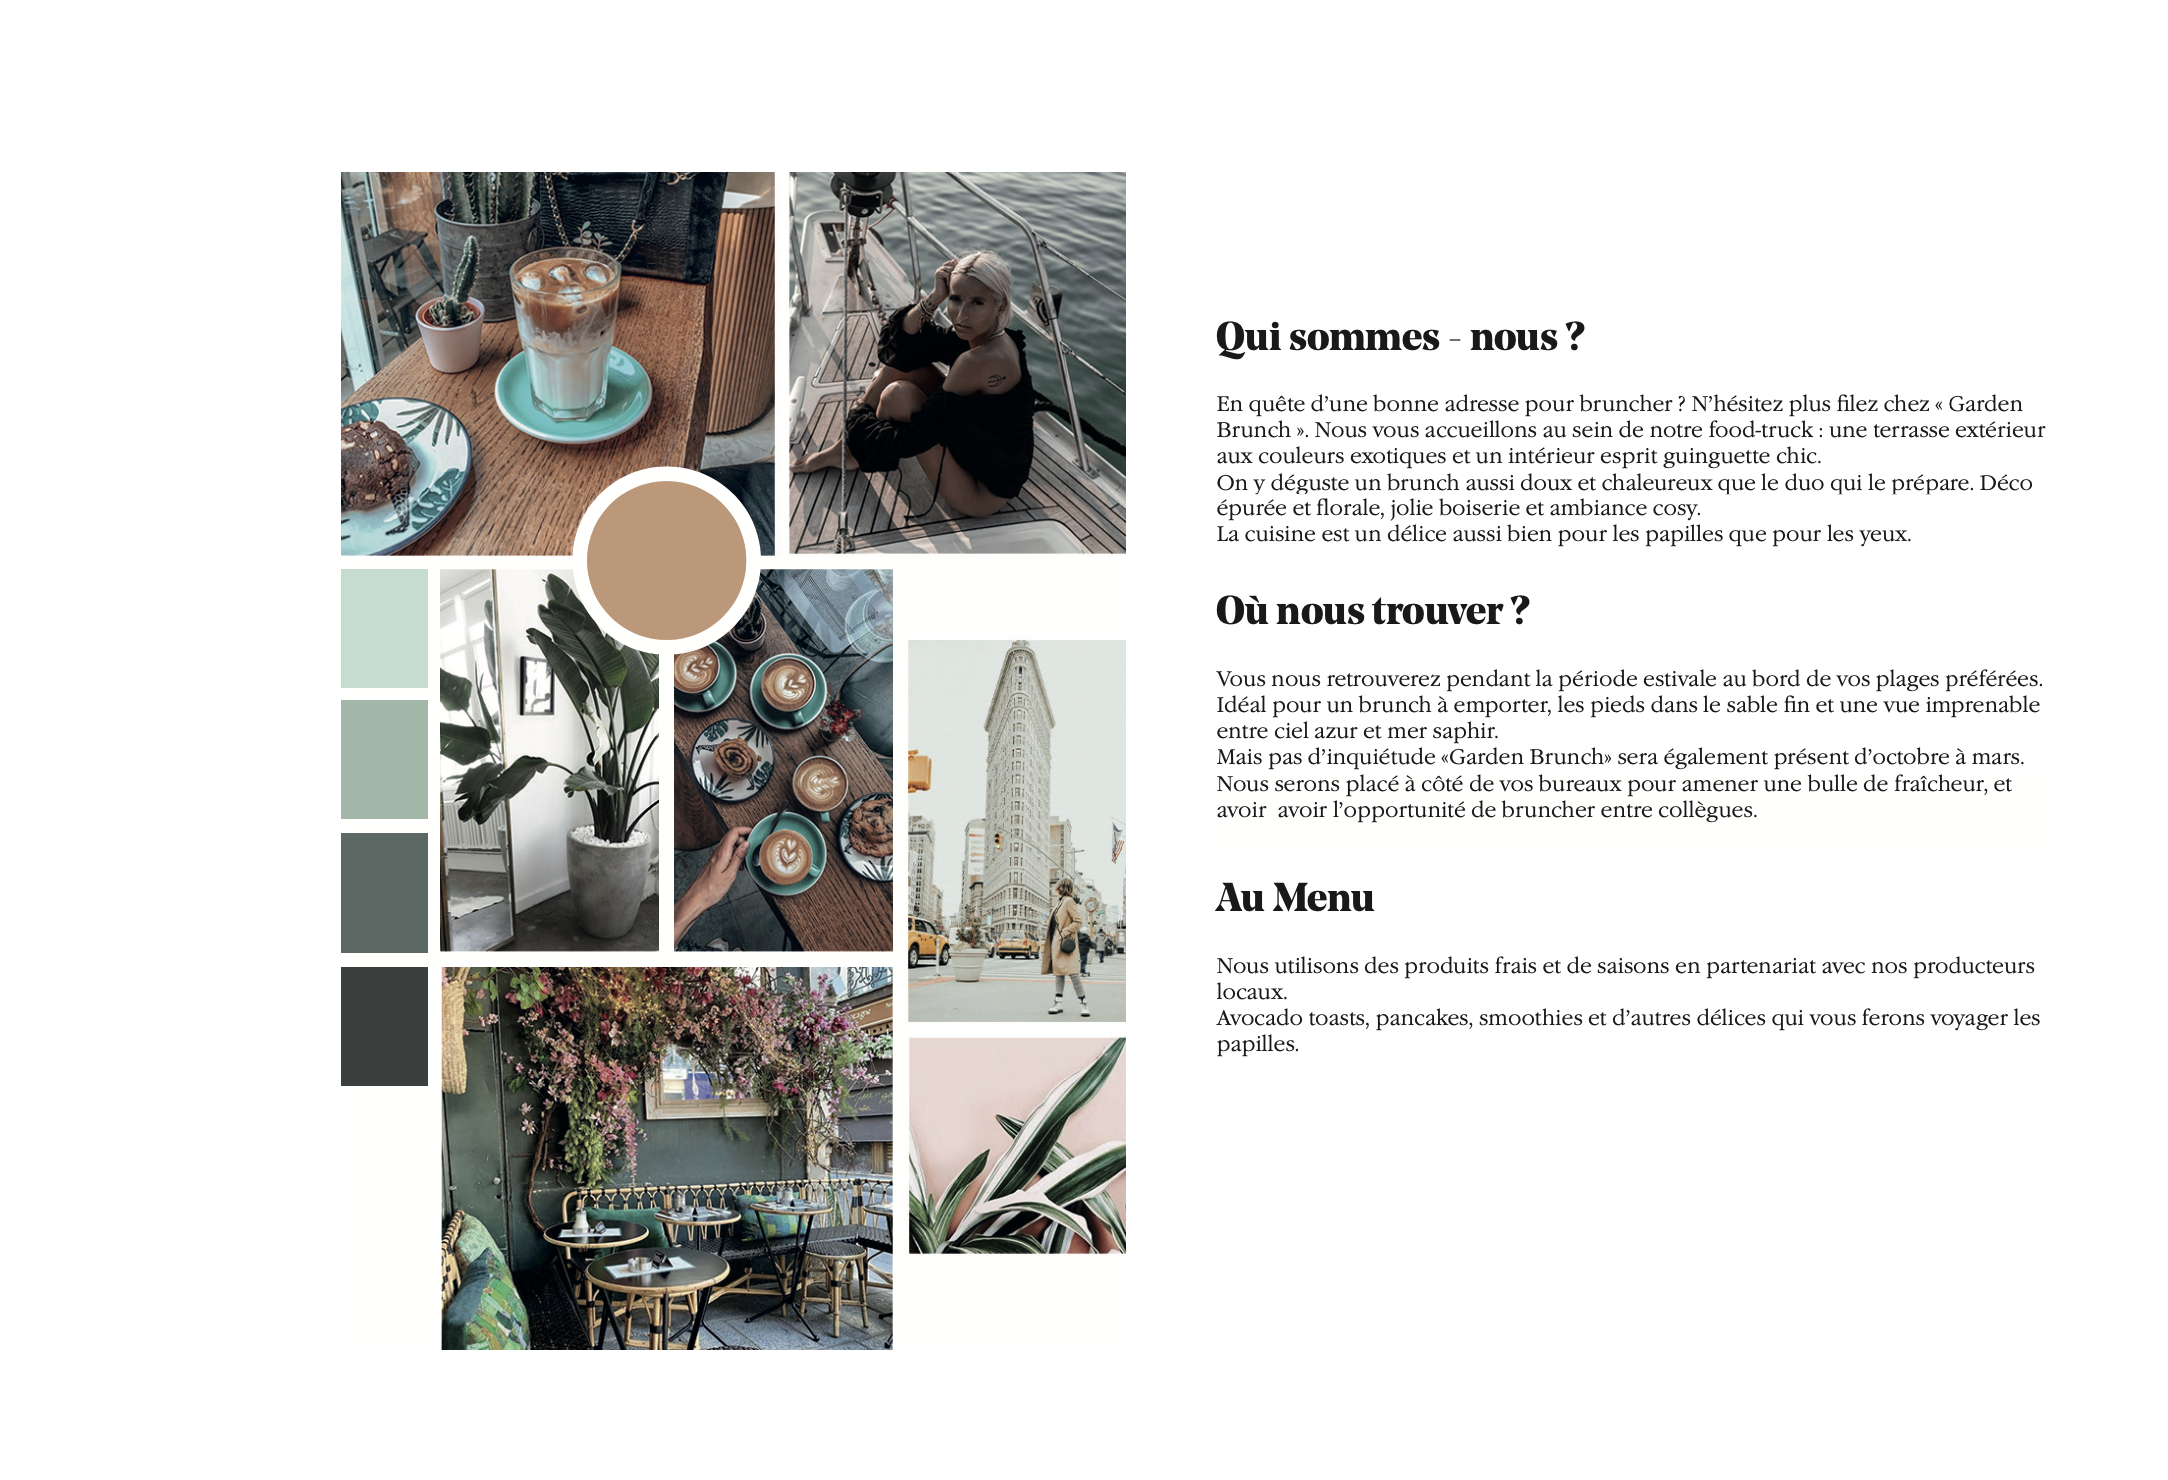 Qui sommes - nous ?
En quête d’une bonne adresse pour bruncher ? N’hésitez plus filez chez « Garden
Brunch ». Nous vous accueillons au sein de notre food-truck : une terrasse extérieur
aux couleurs exotiques et un intérieur esprit guinguette chic.
On y déguste un brunch aussi doux et chaleureux que le duo qui le prépare. Déco
épurée et florale, jolie boiserie et ambiance cosy.
La cuisine est un délice aussi bien pour les papilles que pour les yeux.
Où nous trouver ?
Vous nous retrouverez pendant la période estivale au bord de vos plages préférées.
Idéal pour un brunch à emporter, les pieds dans le sable fin et une vue imprenable
entre ciel azur et mer saphir.
Mais pas d’inquiétude «Garden Brunch» sera également présent d’octobre à mars.
Nous serons placé à côté de vos bureaux pour amener une bulle de fraîcheur, et
avoir  avoir l’opportunité de bruncher entre collègues.
Au Menu
Nous utilisons des produits frais et de saisons en partenariat avec nos producteurs
locaux.
Avocado toasts, pancakes, smoothies et d’autres délices qui vous ferons voyager les
papilles.